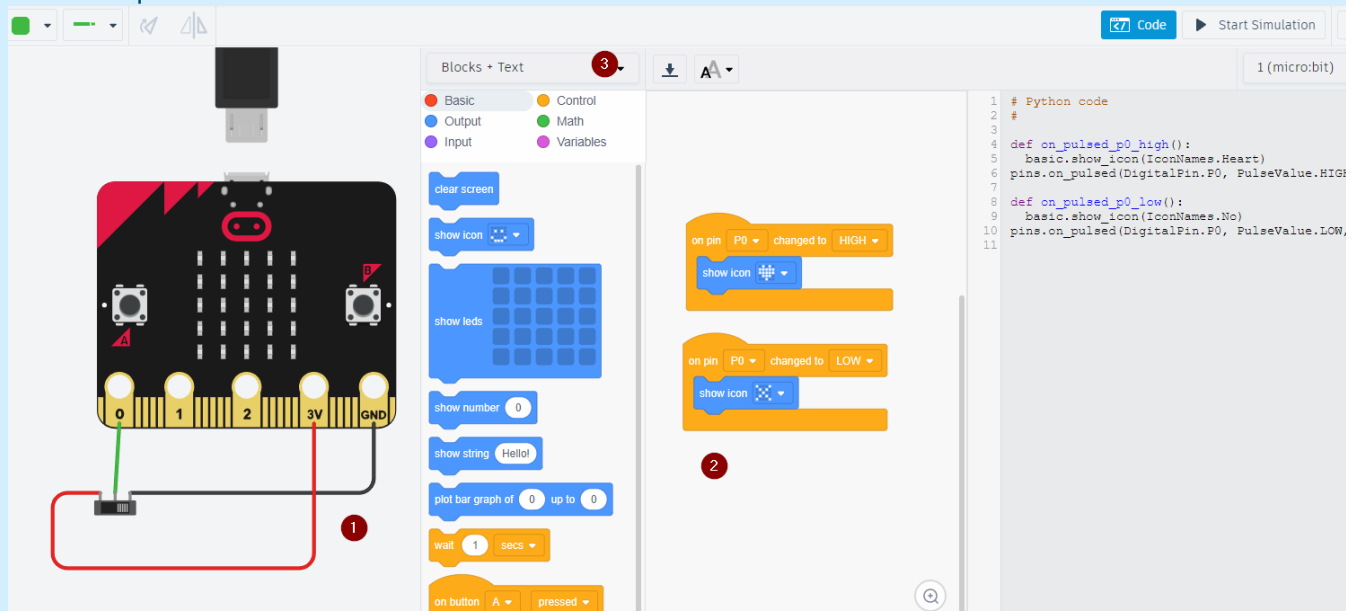 Code
Start Simulation
Blocks + Text
3
A
1 (micro:bit)
Basic
Control
Output
Math
Input
Variables
clear screen
show icon
show leds
show number 0
show string Hello!
plot bar graph of 0 up to 0
wait 1 secs
on button A pressed
B
A
0 1 2 3V GND
1
on pin P0 changed to HIGH
show icon
on pin P0 changed to LOW
show icon
2
1 # Python code
2 #
3
4 def on_pulsed_p0_high():
5 basic.show_icon(IconNames.Heart)
6 pins.on_pulsed(DigitalPin.P0, PulseValue.HIGH
7
8 def on_pulsed_p0_low():
9 basic.show_icon(IconNames.No)
10 pins.on_pulsed(DigitalPin.P0, PulseValue.LOW,
11